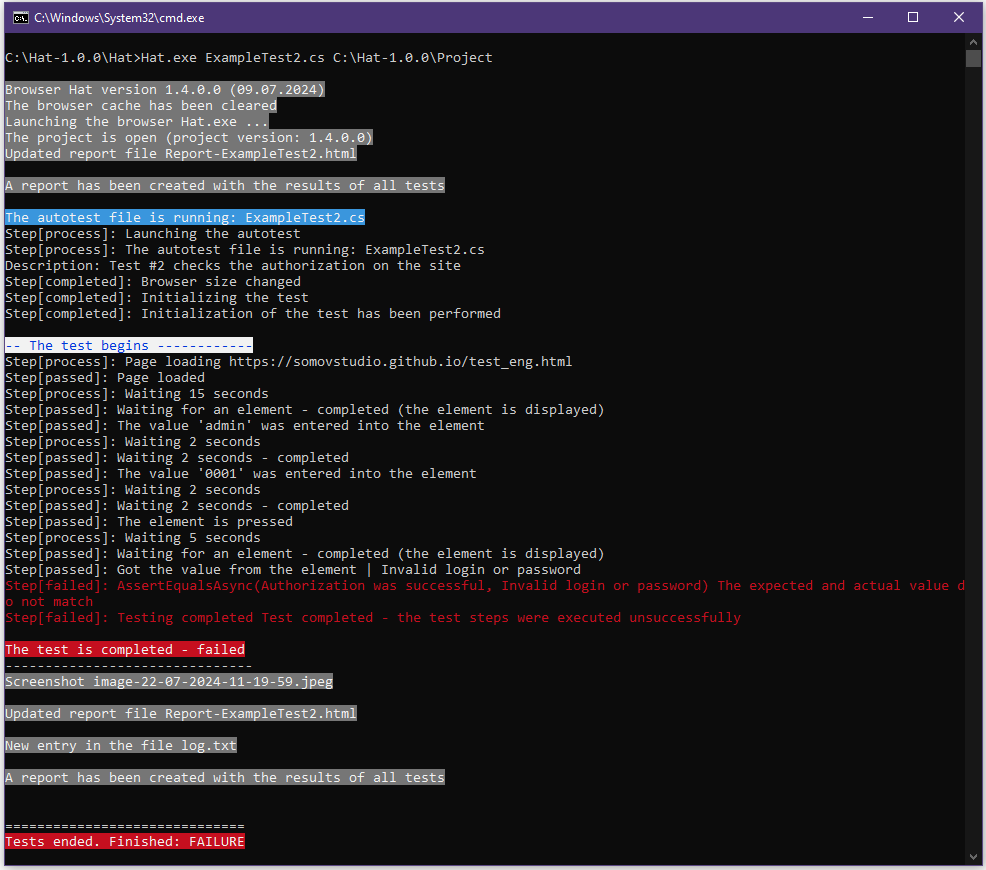 C:\Windows\System32\cmd.exe
C:\Hat-1.0.0\Hat>Hat.exe ExampleTest2.cs C:\Hat-1.0.0\Project
Browser Hat version 1.4.0.0 (09.07.2024)
The browser cache has been cleared
Launching the browser Hat.exe ...
The project is open (project version: 1.4.0.0)
Updated report file Report-ExampleTest2.html
A report has been created with the results of all tests
The autotest file is running: ExampleTest2.cs
Step[process]: Launching the autotest
Step[process]: The autotest file is running: ExampleTest2.cs
Description: Test #2 checks the authorization on the site
Step[completed]: Browser size changed
Step[completed]: Initializing the test
Step[completed]: Initialization of the test has been performed
-- The test begins ------------
Step[process]: Page loading https://somovstudio.github.io/test_eng.html
Step[passed]: Page loaded
Step[process]: Waiting 15 seconds
Step[passed]: Waiting for an element - completed (the element is displayed)
Step[passed]: The value 'admin' was entered into the element
Step[process]: Waiting 2 seconds
Step[passed]: Waiting 2 seconds - completed
Step[passed]: The value '0001' was entered into the element
Step[process]: Waiting 2 seconds
Step[passed]: Waiting 2 seconds - completed
Step[passed]: The element is pressed
Step[process]: Waiting 5 seconds
Step[passed]: Waiting for an element - completed (the element is displayed)
Step[passed]: Got the value from the element | Invalid login or password
Step[failed]: AssertEqualsAsync(Authorization was successful, Invalid login or password) The expected and actual value d
o not match
Step[failed]: Testing completed Test completed - the test steps were executed unsuccessfully
The test is completed - failed
-------------------------------
Screenshot image-22-07-2024-11-19-59.jpeg
Updated report file Report-ExampleTest2.html
New entry in the file log.txt
A report has been created with the results of all tests
==============================
Tests ended. Finished: FAILURE